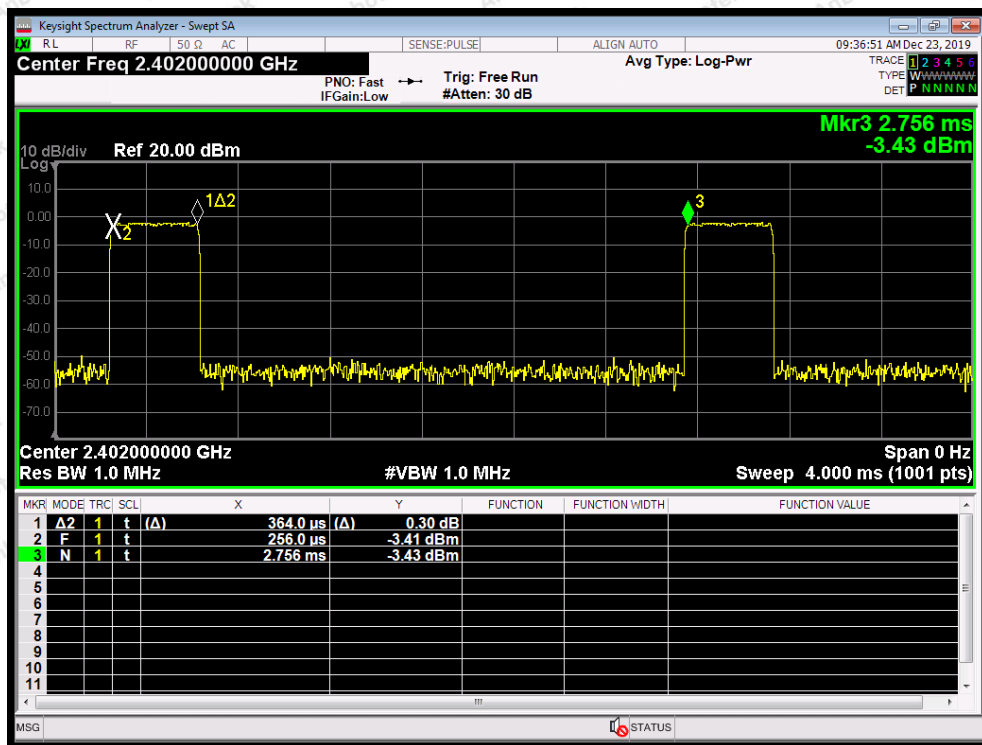 Keysight Spectrum Analyzer - Swept SA
LXI RL RF 50 Ω AC SENSE:PULSE ALIGN AUTO 09:36:51 AM Dec 23, 2019
Center Freq 2.402000000 GHz Avg Type: Log-Pwr TRACE 1 2 3 4 5 6
PNO: Fast Trig: Free Run TYPE WWWWWW
IFGain:Low #Atten: 30 dB DET P N N N N N
Mkr3 2.756 ms
10 dB/div Ref 20.00 dBm -3.43 dBm
Log
10.0
1Δ2 3
0.00
2
-10.0
-20.0
-30.0
-40.0
-50.0
-60.0
-70.0
Center 2.402000000 GHz Span 0 Hz
Res BW 1.0 MHz #VBW 1.0 MHz Sweep 4.000 ms (1001 pts)
MKR MODE TRC SCL X Y FUNCTION FUNCTION WIDTH FUNCTION VALUE
1 Δ2 1 t (Δ) 364.0 µs (Δ) 0.30 dB
2 F 1 t 256.0 µs -3.41 dBm
3 N 1 t 2.756 ms -3.43 dBm
4
5
6
7
8
9
10
11
MSG STATUS